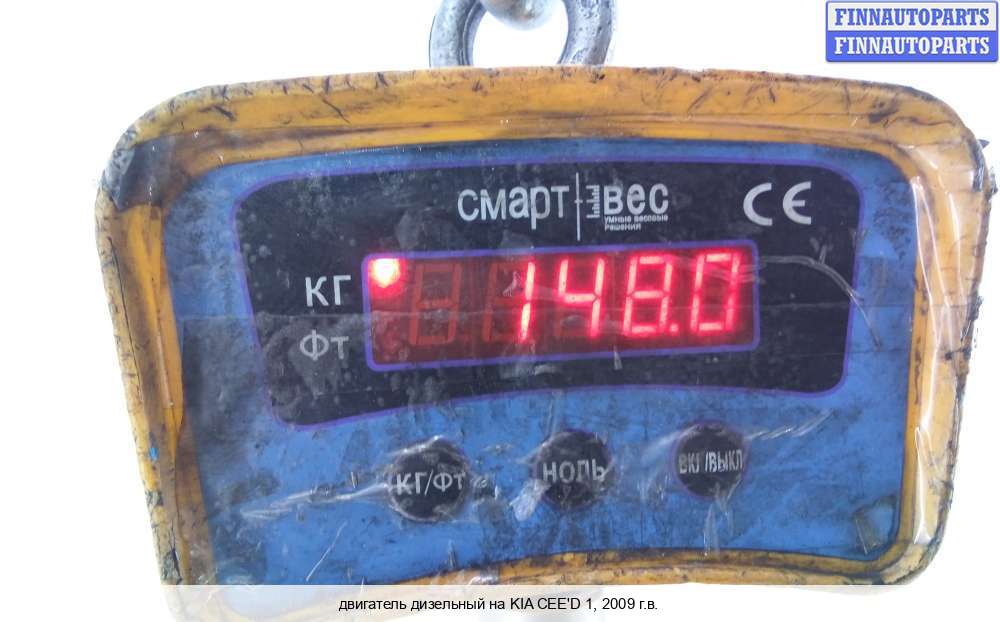 FINNAUTOPARTS
FINNAUTOPARTS
смарт вес CE
умные весовые
решения
кг 148.0
Фт
кг/Фт ноль вкл/выкл
двигатель дизельный на KIA CEE'D 1, 2009 г.в.